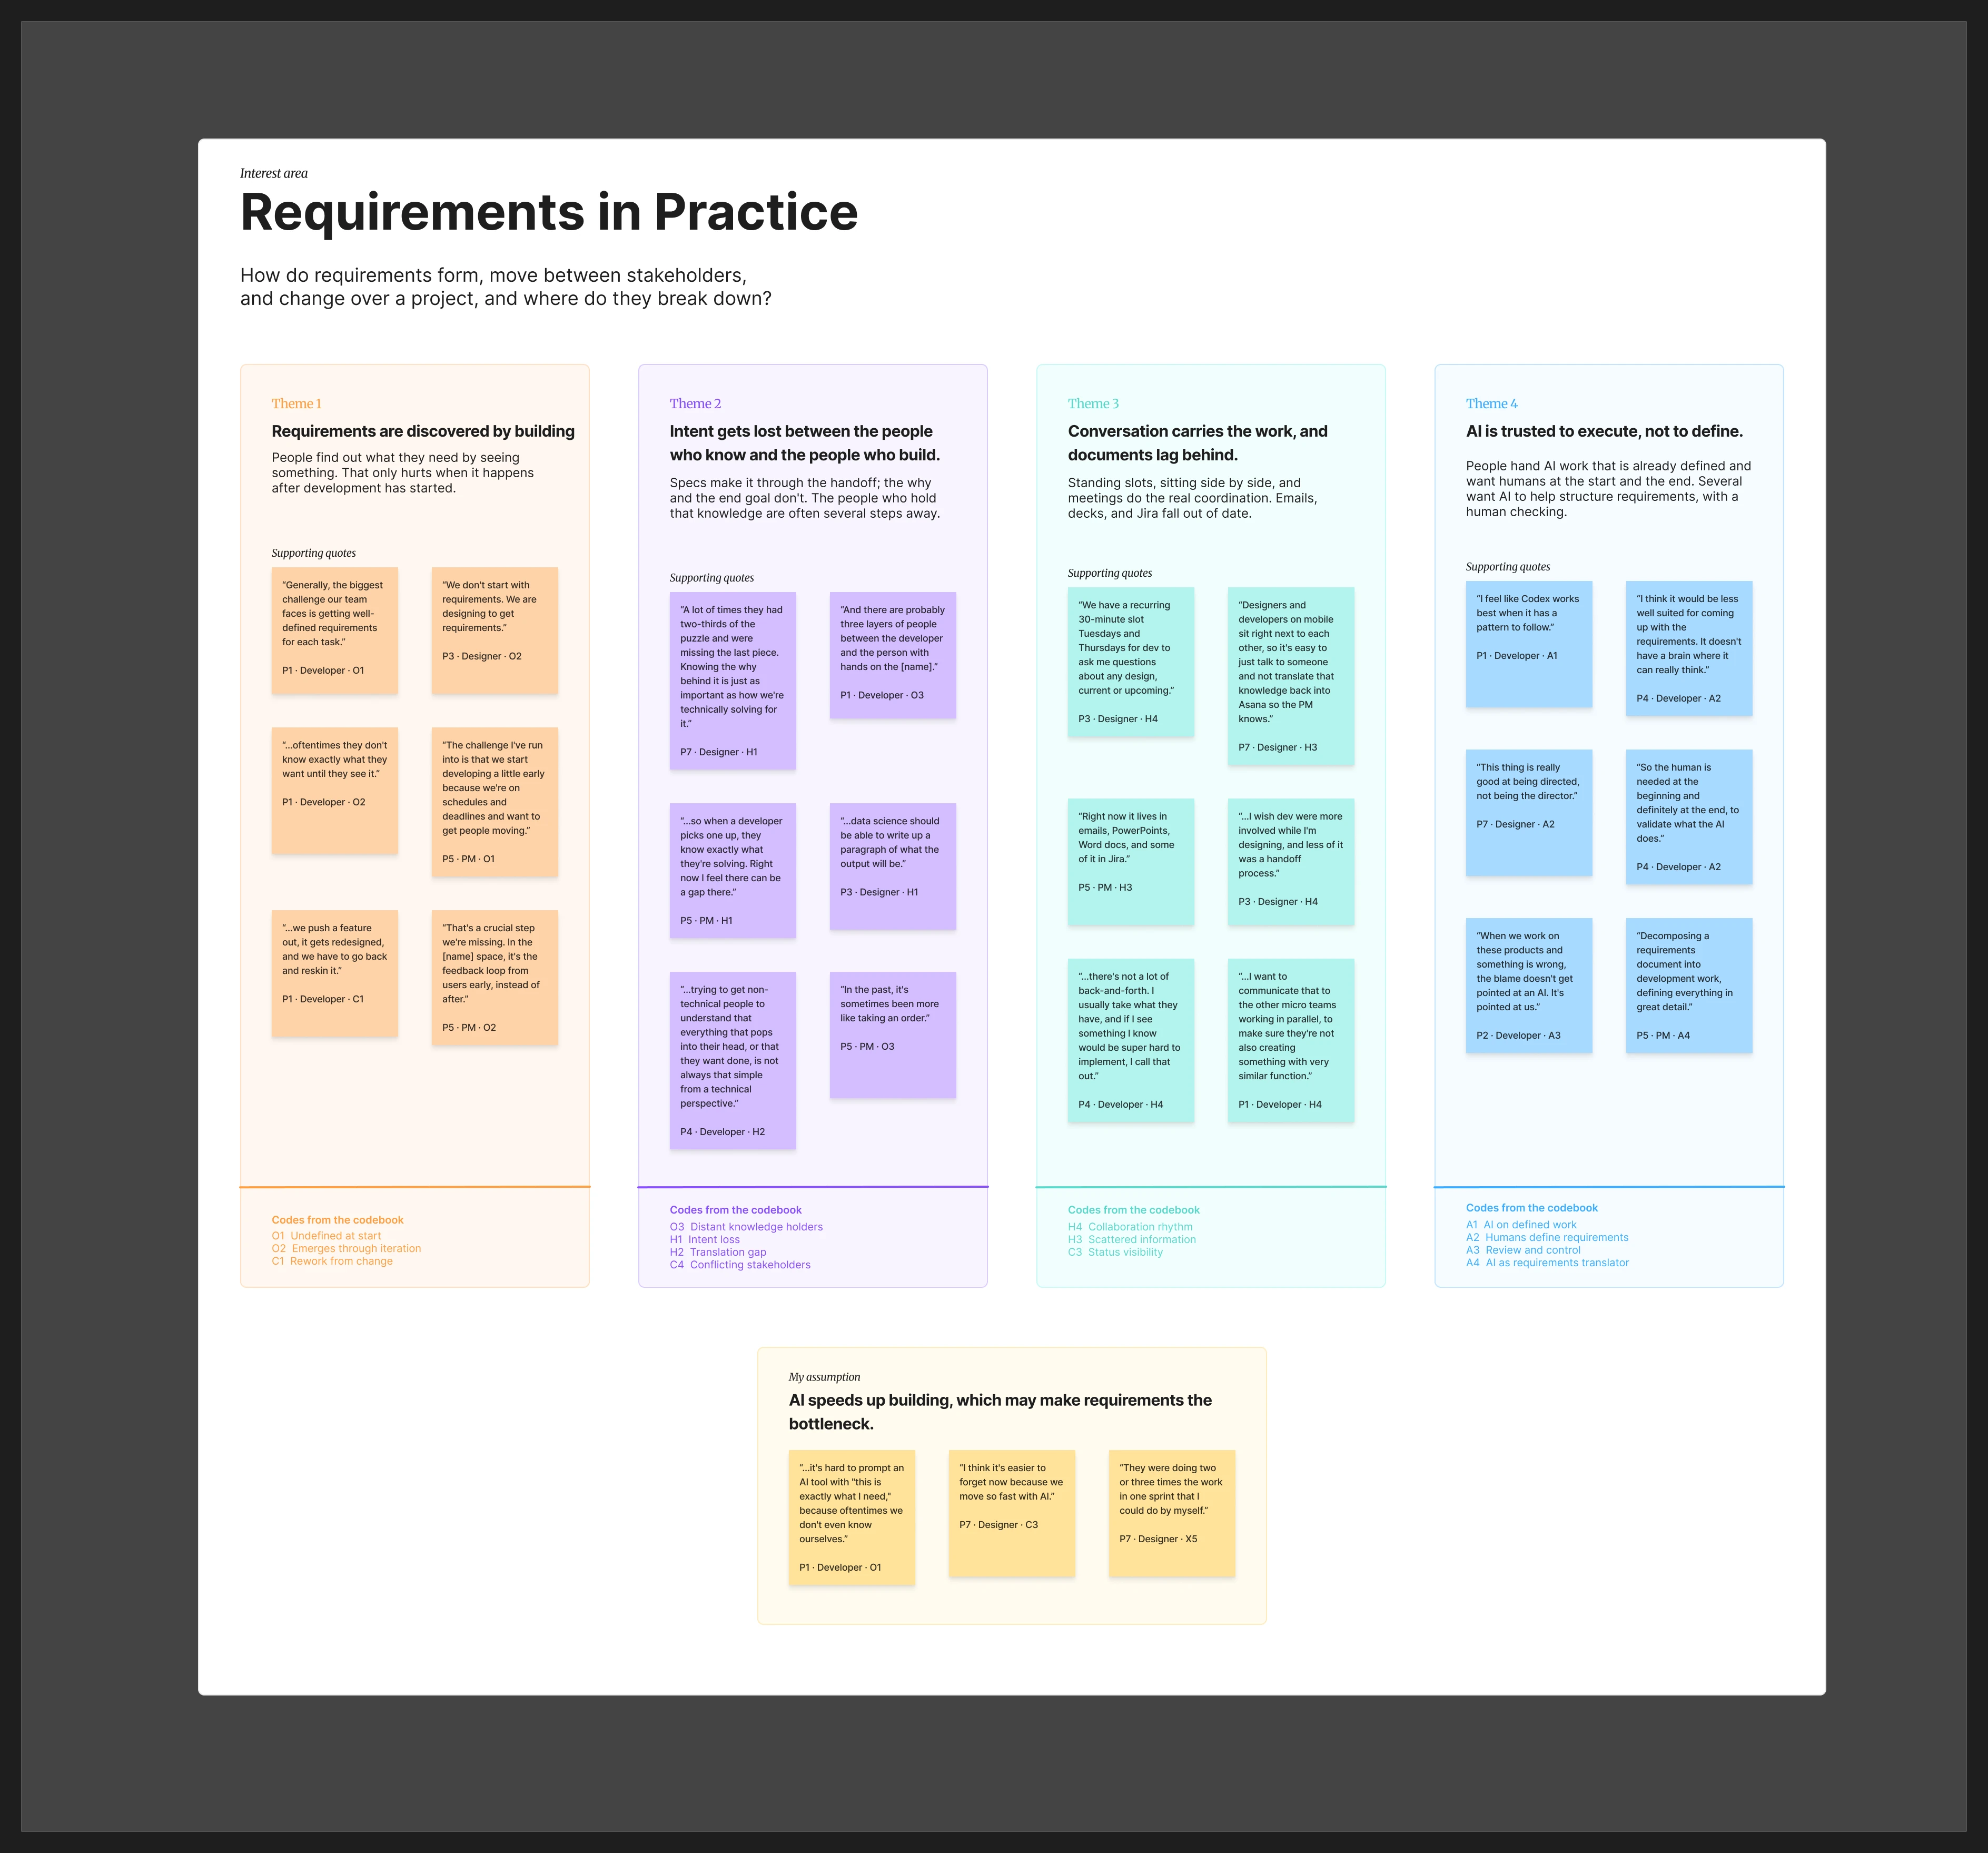 Interest area
Requirements in Practice
How do requirements form, move between stakeholders,
and change over a project, and where do they break down?
Theme 1
Requirements are discovered by building
People find out what they need by seeing
something. That only hurts when it happens
after development has started.
Supporting quotes
“Generally, the biggest
challenge our team
faces is getting well-
defined requirements
for each task.”
P1 · Developer · O1
“We don't start with
requirements. We are
designing to get
requirements.”
P3 · Designer · O2
“...oftentimes they don't
know exactly what they
want until they see it.”
P1 · Developer · O2
“The challenge I've run
into is that we start
developing a little early
because we're on
schedules and
deadlines and want to
get people moving.”
P5 · PM · O1
“...we push a feature
out, it gets redesigned,
and we have to go back
and reskin it.”
P1 · Developer · C1
“That's a crucial step
we're missing. In the
[name] space, it's the
feedback loop from
users early, instead of
after.”
P5 · PM · O2
Codes from the codebook
O1 Undefined at start
O2 Emerges through iteration
C1 Rework from change
Theme 2
Intent gets lost between the people
who know and the people who build.
Specs make it through the handoff; the why
and the end goal don't. The people who hold
that knowledge are often several steps away.
Supporting quotes
“A lot of times they had
two-thirds of the
puzzle and were
missing the last piece.
Knowing the why
behind it is just as
important as how we're
technically solving for
it.”
P7 · Designer · H1
“And there are probably
three layers of people
between the developer
and the person with
hands on the [name].”
P1 · Developer · O3
“...so when a developer
picks one up, they
know exactly what
they're solving. Right
now I feel there can be
a gap there.”
P5 · PM · H1
“...data science should
be able to write up a
paragraph of what the
output will be.”
P3 · Designer · H1
“...trying to get non-
technical people to
understand that
everything that pops
into their head, or that
they want done, is not
always that simple
from a technical
perspective.”
P4 · Developer · H2
“In the past, it's
sometimes been more
like taking an order.”
P5 · PM · O3
Codes from the codebook
O3 Distant knowledge holders
H1 Intent loss
H2 Translation gap
C4 Conflicting stakeholders
Theme 3
Conversation carries the work, and
documents lag behind.
Standing slots, sitting side by side, and
meetings do the real coordination. Emails,
decks, and Jira fall out of date.
Supporting quotes
“We have a recurring
30-minute slot
Tuesdays and
Thursdays for dev to
ask me questions
about any design,
current or upcoming.”
P3 · Designer · H4
“Designers and
developers on mobile
sit right next to each
other, so it's easy to
just talk to someone
and not translate that
knowledge back into
Asana so the PM
knows.”
P7 · Designer · H3
“Right now it lives in
emails, PowerPoints,
Word docs, and some
of it in Jira.”
P5 · PM · H3
“...I wish dev were more
involved while I'm
designing, and less of it
was a handoff
process.”
P3 · Designer · H4
“...there's not a lot of
back-and-forth. I
usually take what they
have, and if I see
something I know
would be super hard to
implement, I call that
out.”
P4 · Developer · H4
“...I want to
communicate that to
the other micro teams
working in parallel, to
make sure they're not
also creating
something with very
similar function.”
P1 · Developer · H4
Codes from the codebook
H4 Collaboration rhythm
H3 Scattered information
C3 Status visibility
Theme 4
AI is trusted to execute, not to define.
People hand AI work that is already defined and
want humans at the start and the end. Several
want AI to help structure requirements, with a
human checking.
Supporting quotes
“I feel like Codex works
best when it has a
pattern to follow.”
P1 · Developer · A1
“I think it would be less
well suited for coming
up with the
requirements. It doesn't
have a brain where it
can really think.”
P4 · Developer · A2
“This thing is really
good at being directed,
not being the director.”
P7 · Designer · A2
“So the human is
needed at the
beginning and
definitely at the end, to
validate what the AI
does.”
P4 · Developer · A2
“When we work on
these products and
something is wrong,
the blame doesn't get
pointed at an AI. It's
pointed at us.”
P2 · Developer · A3
“Decomposing a
requirements
document into
development work,
defining everything in
great detail.”
P5 · PM · A4
Codes from the codebook
A1 AI on defined work
A2 Humans define requirements
A3 Review and control
A4 AI as requirements translator
My assumption
AI speeds up building, which may make requirements the
bottleneck.
“...it's hard to prompt an
AI tool with "this is
exactly what I need,"
because oftentimes we
don't even know
ourselves.”
P1 · Developer · O1
“I think it's easier to
forget now because we
move so fast with AI.”
P7 · Designer · C3
“They were doing two
or three times the work
in one sprint that I
could do by myself.”
P7 · Designer · X5